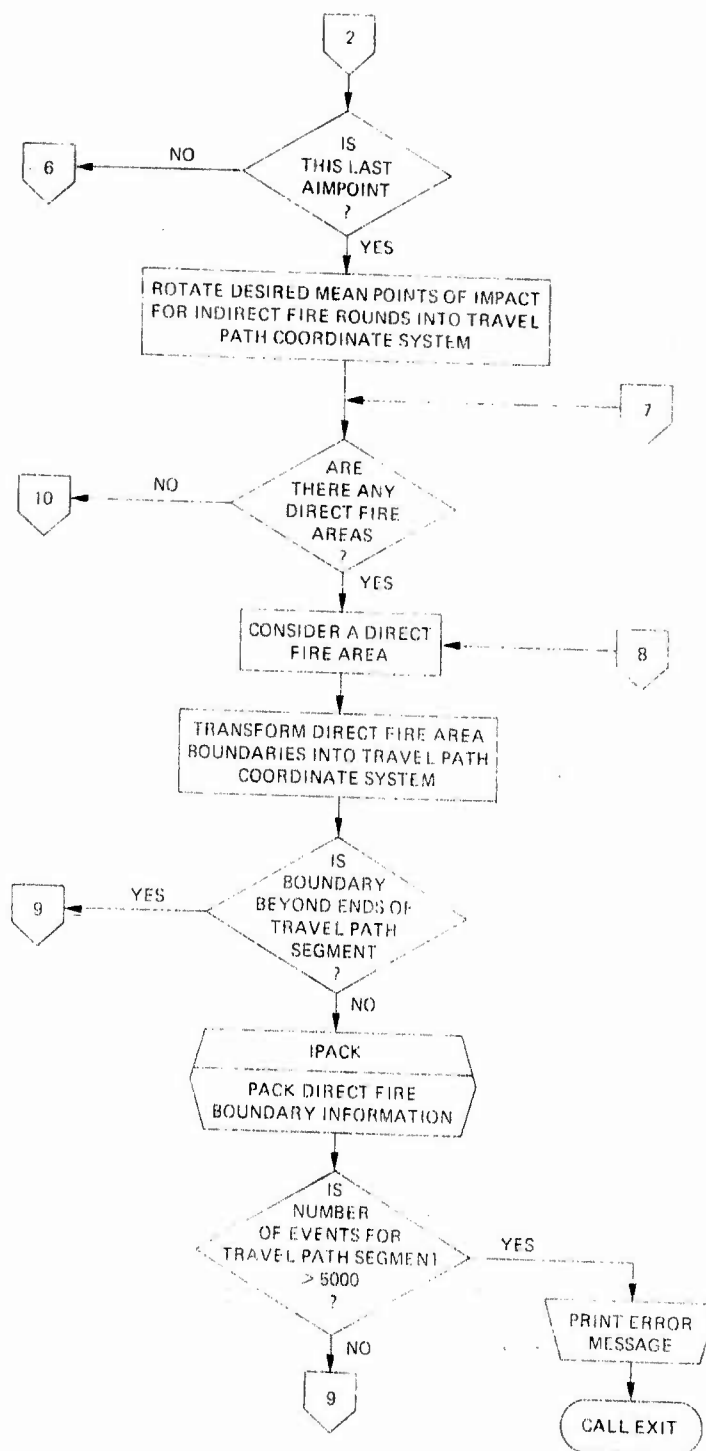 2
IS
THIS LAST
AIMPOINT
?
NO
6
YES
ROTATE DESIRED MEAN POINTS OF IMPACT
FOR INDIRECT FIRE ROUNDS INTO TRAVEL
PATH COORDINATE SYSTEM
7
ARE
THERE ANY
DIRECT FIRE
AREAS
?
NO
10
YES
CONSIDER A DIRECT
FIRE AREA
8
TRANSFORM DIRECT FIRE AREA
BOUNDARIES INTO TRAVEL PATH
COORDINATE SYSTEM
IS
BOUNDARY
BEYOND ENDS OF
TRAVEL PATH
SEGMENT
?
YES
9
NO
IPACK
PACK DIRECT FIRE
BOUNDARY INFORMATION
IS
NUMBER
OF EVENTS FOR
TRAVEL PATH SEGMENT
> 5000
?
YES
PRINT ERROR
MESSAGE
NO
9
CALL EXIT